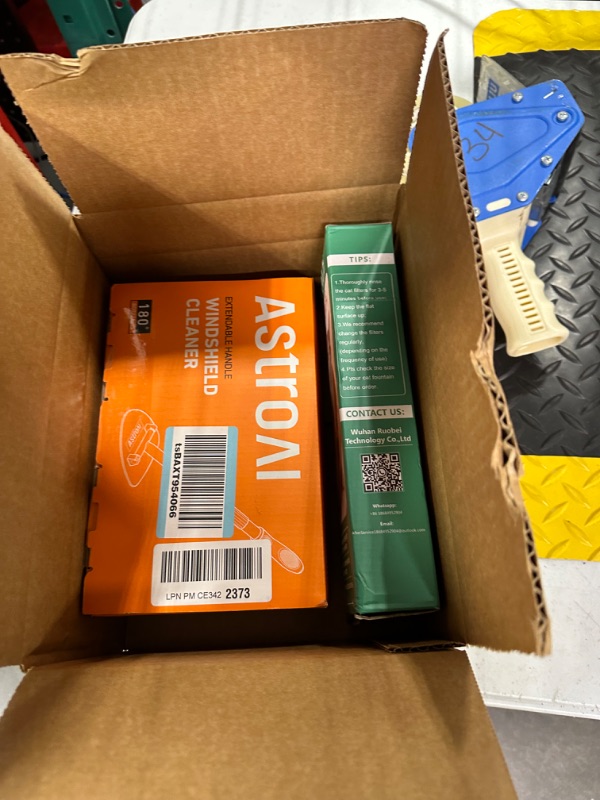 AstroAI
EXTENDABLE HANDLE
WINDSHIELD
CLEANER
180°
tsBAXT954066
LPN PM CE342 2373
TIPS:
1.Thoroughly rinse
the cat filters for 3-5
minutes before use.
2.Keep the flat
surface up.
3.We recommend
change the filters
regularly.
(depending on the
frequency of use)
4. Pls check the size
of your cat fountain
before order.
CONTACT US:
Wuhan Ruobei
Technology Co.,Ltd
Whatsapp:
Email:
34